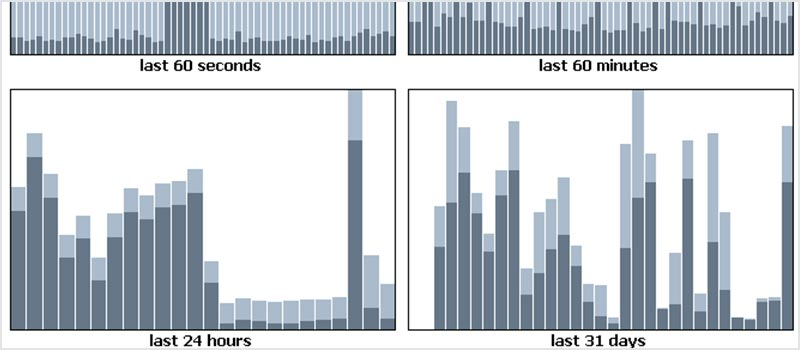 last 60 seconds
last 60 minutes
last 24 hours
last 31 days